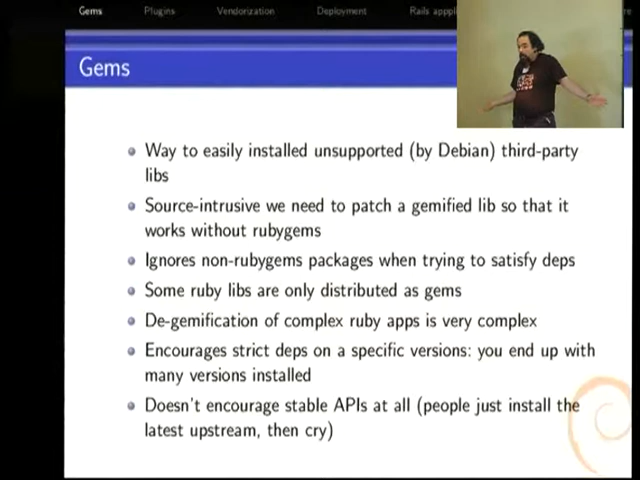 Gems Plugins Vendorization Deployment Rails
Gems
Way to easily installed unsupported (by Debian) third-party
libs
Source-intrusive we need to patch a gemified lib so that it
works without rubygems
Ignores non-rubygems packages when trying to satisfy deps
Some ruby libs are only distributed as gems
De-gemification of complex ruby apps is very complex
Encourages strict deps on a specific versions: you end up with
many versions installed
Doesn't encourage stable APIs at all (people just install the
latest upstream, then cry)